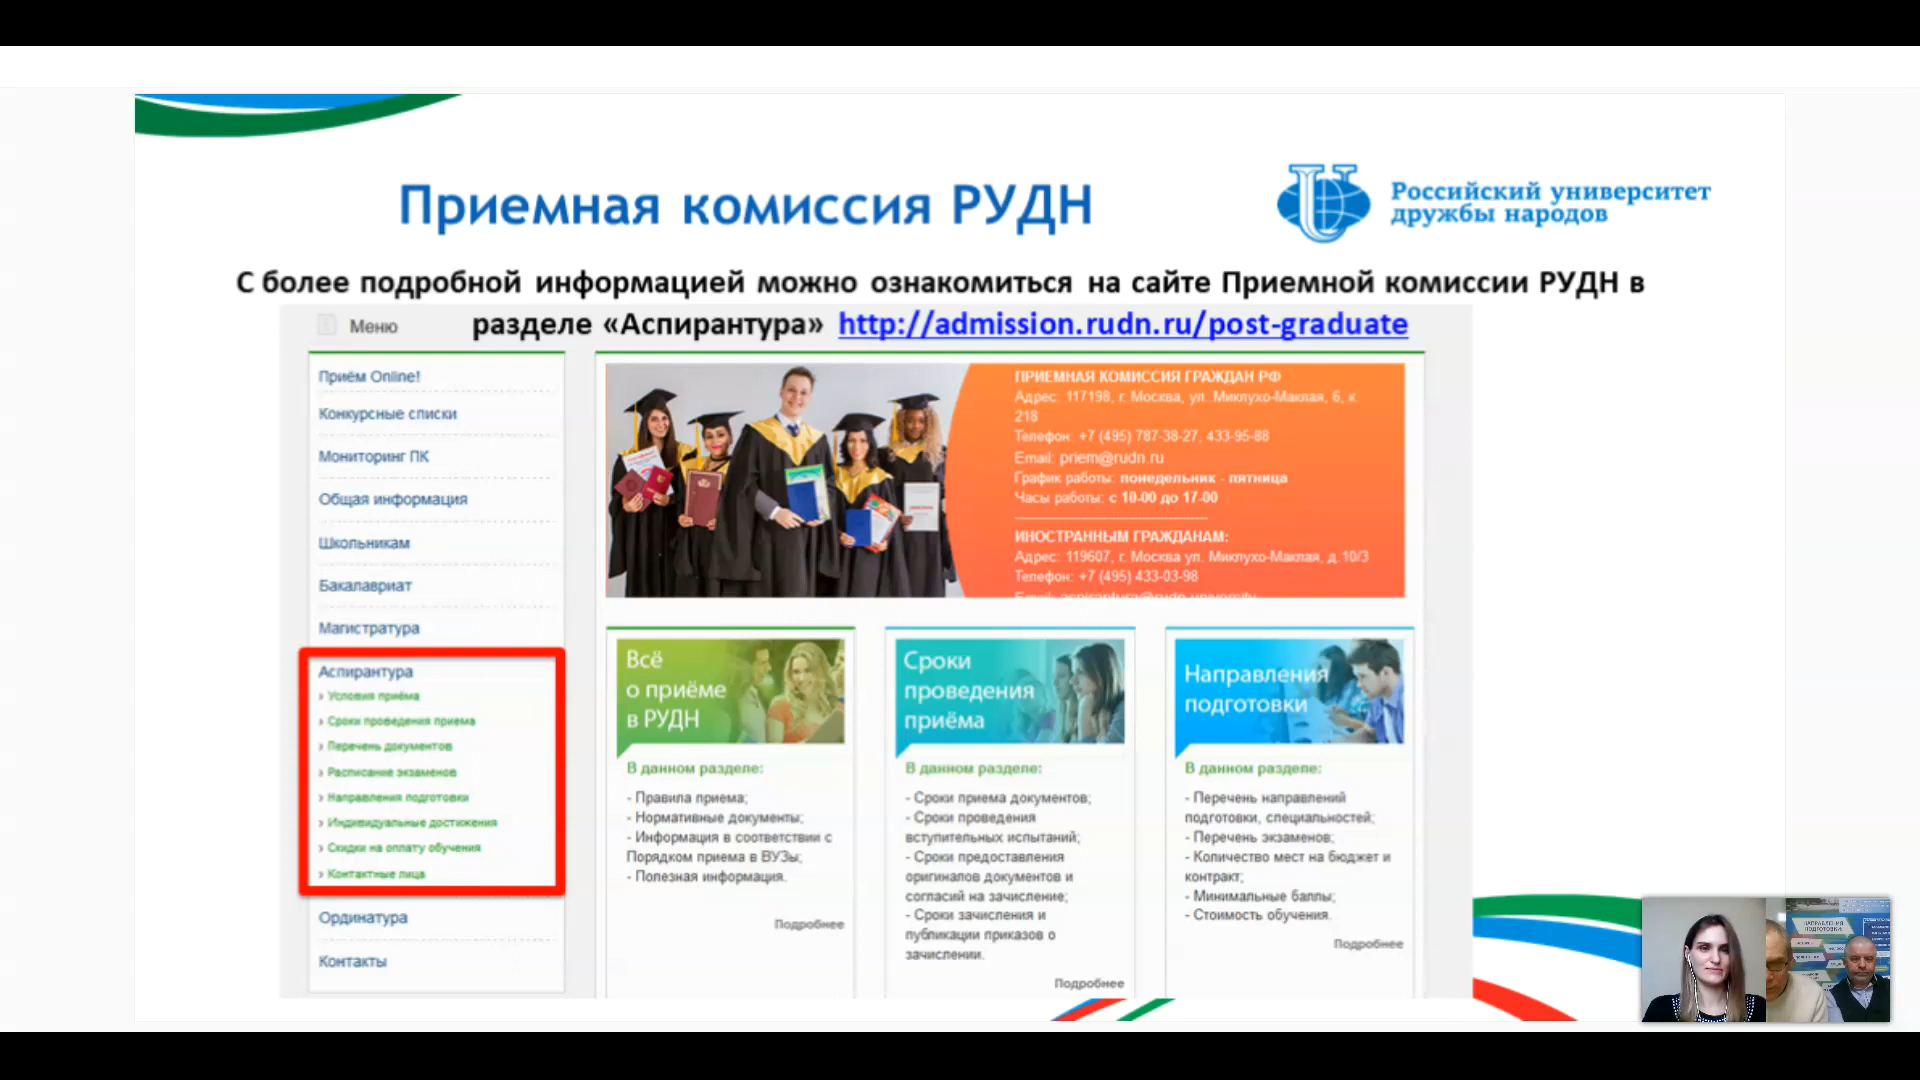 Приемная комиссия РУДН
Российский университет
дружбы народов
С более подробной информацией можно ознакомиться на сайте Приемной комиссии РУДН в
разделе «Аспирантура» http://admission.rudn.ru/post-graduate
Меню
Приём Online!
Конкурсные списки
Мониторинг ПК
Общая информация
Школьникам
Бакалавриат
Магистратура
Аспирантура
› Условия приёма
› Сроки проведения приема
› Перечень документов
› Расписание экзаменов
› Направления подготовки
› Индивидуальные достижения
› Скидки на оплату обучения
› Контактные лица
Ординатура
Контакты
ПРИЕМНАЯ КОМИССИЯ ГРАЖДАН РФ
Адрес: 117198, г. Москва, ул. Миклухо-Маклая, 6, к.
218
Телефон: +7 (495) 787-38-27, 433-95-88
Email: priem@rudn.ru
График работы: понедельник - пятница
Часы работы: с 10-00 до 17-00
ИНОСТРАННЫМ ГРАЖДАНАМ:
Адрес: 119607, г. Москва ул. Миклухо-Маклая, д.10/3
Телефон: +7 (495) 433-03-98
Email: aspirantura@rudn.university
Всё
о приёме
в РУДН
В данном разделе:
- Правила приема;
- Нормативные документы;
- Информация в соответствии с
Порядком приема в ВУЗы;
- Полезная информация.
Подробнее
Сроки
проведения
приёма
В данном разделе:
- Сроки приема документов;
- Сроки проведения
вступительных испытаний;
- Сроки предоставления
оригиналов документов и
согласий на зачисление;
- Сроки зачисления и
публикации приказов о
зачислении.
Подробнее
Направления
подготовки
В данном разделе:
- Перечень направлений
подготовки, специальностей;
- Перечень экзаменов;
- Количество мест на бюджет и
контракт;
- Минимальные баллы;
- Стоимость обучения.
Подробнее
НАПРАВЛЕНИЯ
ПОДГОТОВКИ